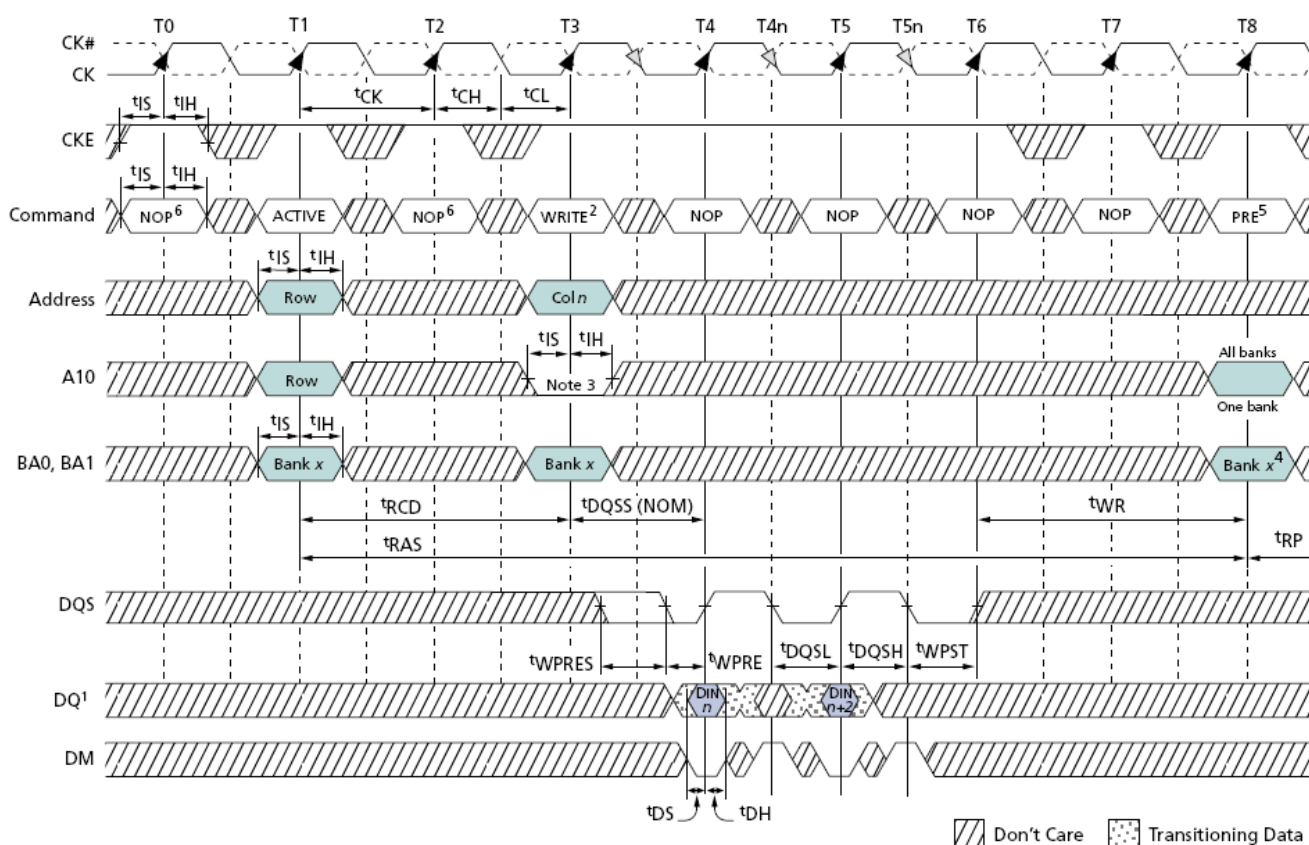 T0 T1 T2 T3 T4 T4n T5 T5n T6 T7 T8
CK#
CK
tIS tIH tCK tCH tCL
CKE
tIS tIH
Command NOP6 ACTIVE NOP6 WRITE2 NOP NOP NOP NOP PRE5
tIS tIH
Address Row Col n
tIS tIH All banks
A10 Row Note 3
One bank
tIS tIH
BA0, BA1 Bank x Bank x Bank x4
tRCD tDQSS (NOM) tWR
tRAS tRP
DQS
tWPRES tWPRE tDQSL tDQSH tWPST
DQ1 DIN n DIN n+2
DM
tDS tDH
Don't Care Transitioning Data